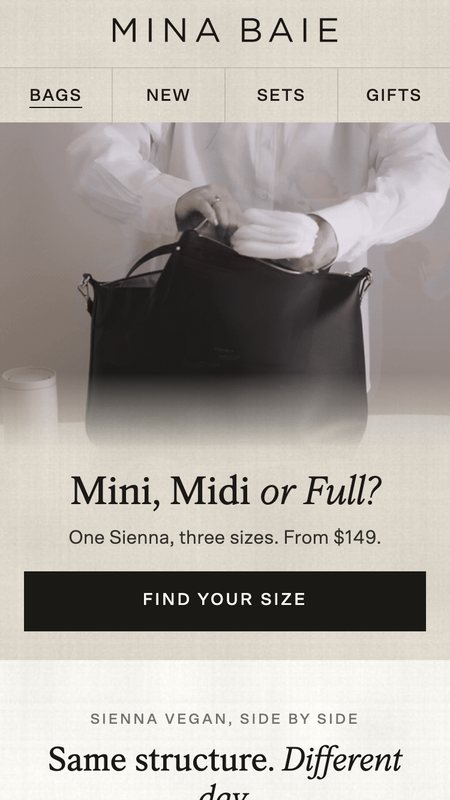 MINA BAIE
BAGS
NEW
SETS
GIFTS
Mini, Midi or Full?
One Sienna, three sizes. From $149.
FIND YOUR SIZE
SIENNA VEGAN, SIDE BY SIDE
Same structure. Different
day.